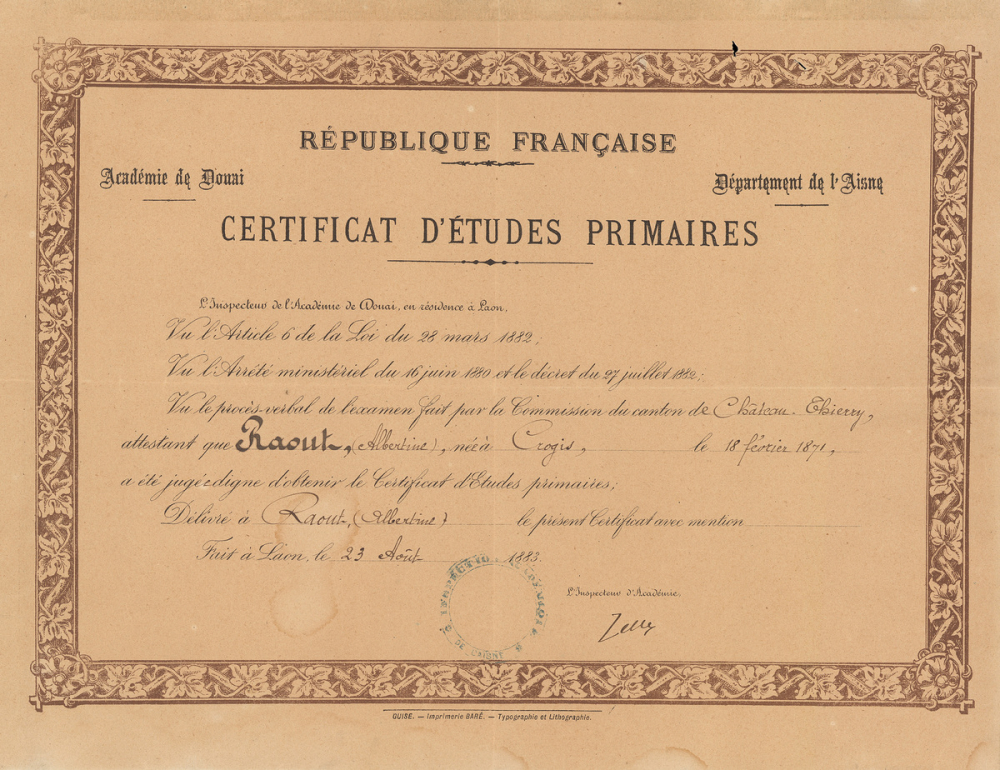 RÉPUBLIQUE FRANÇAISE
Académie de Douai
Département de l'Aisne
CERTIFICAT D'ÉTUDES PRIMAIRES
L'Inspecteur de l'Académie de Douai, en résidence à Laon,
Vu l'Article 6 de la Loi du 28 mars 1882;
Vu l'Arrêté ministériel du 16 juin 1880 et le décret du 27 juillet 1882;
Vu le procès-verbal de l'examen fait par la Commission du canton de Château-Thierry,
attestant que Raout, (Albertine), née à Crogis, le 18 février 1871,
a été jugée digne d'obtenir le Certificat d'Etudes primaires;
Délivré à Raout, (Albertine) le présent Certificat avec mention
Fait à Laon, le 23 Août 1883.
L'Inspecteur d'Académie,
INSPECTION
DE L'AISNE
GUISE. — Imprimerie BARÉ. — Typographie et Lithographie.